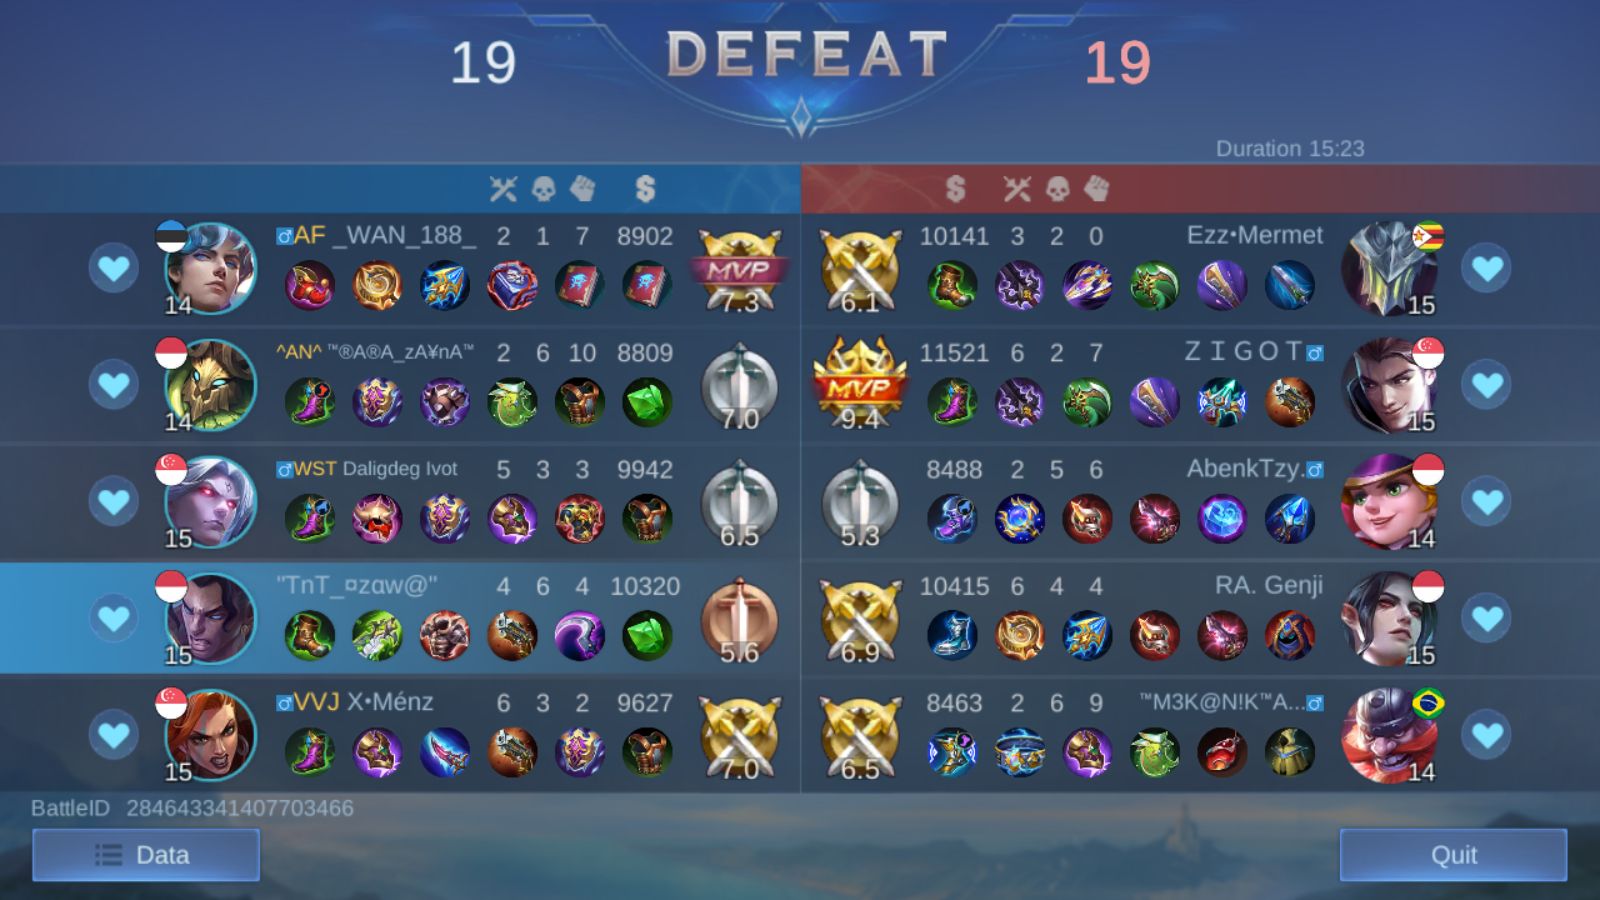 19 DEFEAT 19
Duration 15:23
AF _WAN_188_ 2 1 7 8902
14 MVP 7.3
10141 3 2 0 Ezz•Mermet
6.1 15
^AN^ ™®A®A_zA¥nA™ 2 6 10 8809
14 7.0
11521 6 2 7 Z I G O T
MVP 9.4 15
WST Daligdeg Ivot 5 3 3 9942
15 6.5
8488 2 5 6 AbenkTzy.
5.3 14
"TnT_¤zαw@" 4 6 4 10320
15 5.6
10415 6 4 4 RA. Genji
6.9 15
VVJ X•Ménz 6 3 2 9627
15 7.0
8463 2 6 9 ™M3K@N!K™A...
6.5 14
BattleID 284643341407703466
Data
Quit